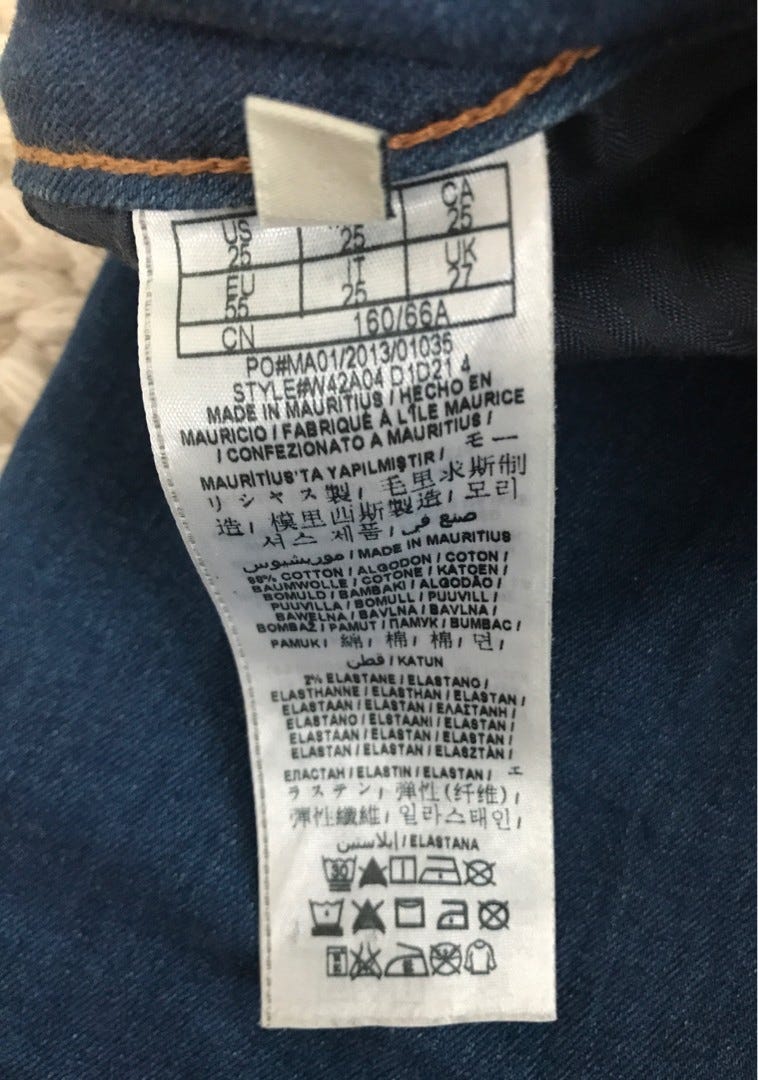 US CA
25 25 25
EU IT UK
55 25 27
CN 160/66A
PO#MA01/2013/01035
STYLE#W42A04 D1D21 4
MADE IN MAURITIUS / HECHO EN
MAURICIO / FABRIQUÉ À L'ÎLE MAURICE
/ CONFEZIONATO A MAURITIUS /
MAURİTİUS'TA YAPILMIŞTIR / モー
リシャス製, 毛里求斯制
造, 模里西斯製造, 모리
셔스 제품, صنع في
موريشيوس / MADE IN MAURITIUS
98% COTTON / ALGODON / COTON /
BAUMWOLLE / COTONE / KATOEN /
BOMULD / BAMBAKI / ALGODÃO /
PUUVILLA / BOMULL / PUUVILL /
BAWEŁNA / BAVLNA / BAVLNA /
BOMBAŽ / PAMUT / ПАМУК / BUMBAC /
PAMUK / 綿, 棉, 棉, 면,
قطن / KATUN
2% ELASTANE / ELASTANO /
ELASTHANNE / ELASTHAN / ELASTAN /
ELASTAAN / ELASTAN / ΕΛΑΣΤΑΝΗ /
ELASTANO / ELSTAANI / ELASTAN /
ELASTAAN / ELASTAN / ELASTAN /
ELASTAN / ELASTAN / ELASZTÁN /
ЕЛАСТАН / ELASTIN / ELASTAN / エ
ラステン, 弹性(纤维),
彈性纖維, 일라스태인,
إيلاستين / ELASTANA
30